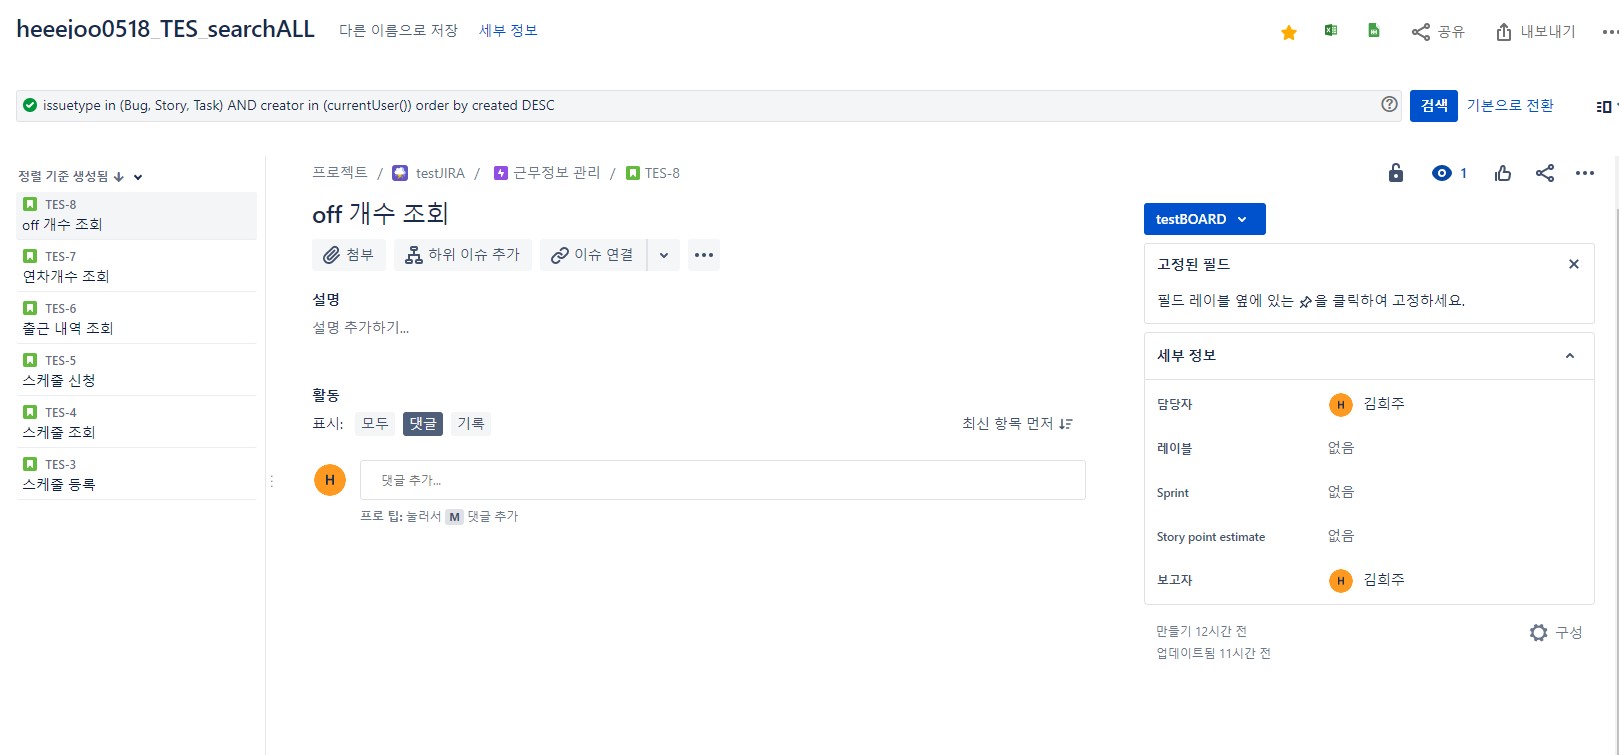 heeejoo0518_TES_searchALL 다른 이름으로 저장 세부 정보 공유 내보내기
issuetype in (Bug, Story, Task) AND creator in (currentUser()) order by created DESC 검색 기본으로 전환
정렬 기준 생성됨
TES-8
off 개수 조회
TES-7
연차개수 조회
TES-6
출근 내역 조회
TES-5
스케줄 신청
TES-4
스케줄 조회
TES-3
스케줄 등록
프로젝트 / testJIRA / 근무정보 관리 / TES-8
off 개수 조회
첨부 하위 이슈 추가 이슈 연결
설명
설명 추가하기...
활동
표시: 모두 댓글 기록 최신 항목 먼저
H 댓글 추가...
프로 팁: 눌러서 M 댓글 추가
1
testBOARD
고정된 필드
필드 레이블 옆에 있는 을 클릭하여 고정하세요.
세부 정보
담당자 H 김희주
레이블 없음
Sprint 없음
Story point estimate 없음
보고자 H 김희주
만들기 12시간 전 구성
업데이트됨 11시간 전